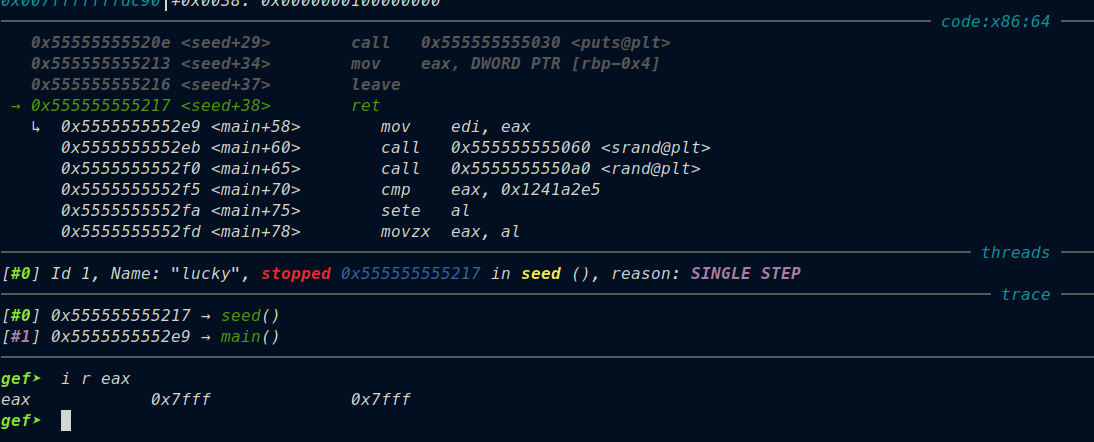 0x007fffffffdc90│+0x0038: 0x0000000100000000
code:x86:64
0x55555555520e <seed+29> call 0x555555555030 <puts@plt>
0x555555555213 <seed+34> mov eax, DWORD PTR [rbp-0x4]
0x555555555216 <seed+37> leave
→ 0x555555555217 <seed+38> ret
↳ 0x5555555552e9 <main+58> mov edi, eax
0x5555555552eb <main+60> call 0x555555555060 <srand@plt>
0x5555555552f0 <main+65> call 0x5555555550a0 <rand@plt>
0x5555555552f5 <main+70> cmp eax, 0x1241a2e5
0x5555555552fa <main+75> sete al
0x5555555552fd <main+78> movzx eax, al
threads
[#0] Id 1, Name: "lucky", stopped 0x555555555217 in seed (), reason: SINGLE STEP
trace
[#0] 0x555555555217 → seed()
[#1] 0x5555555552e9 → main()
gef➤ i r eax
eax 0x7fff 0x7fff
gef➤